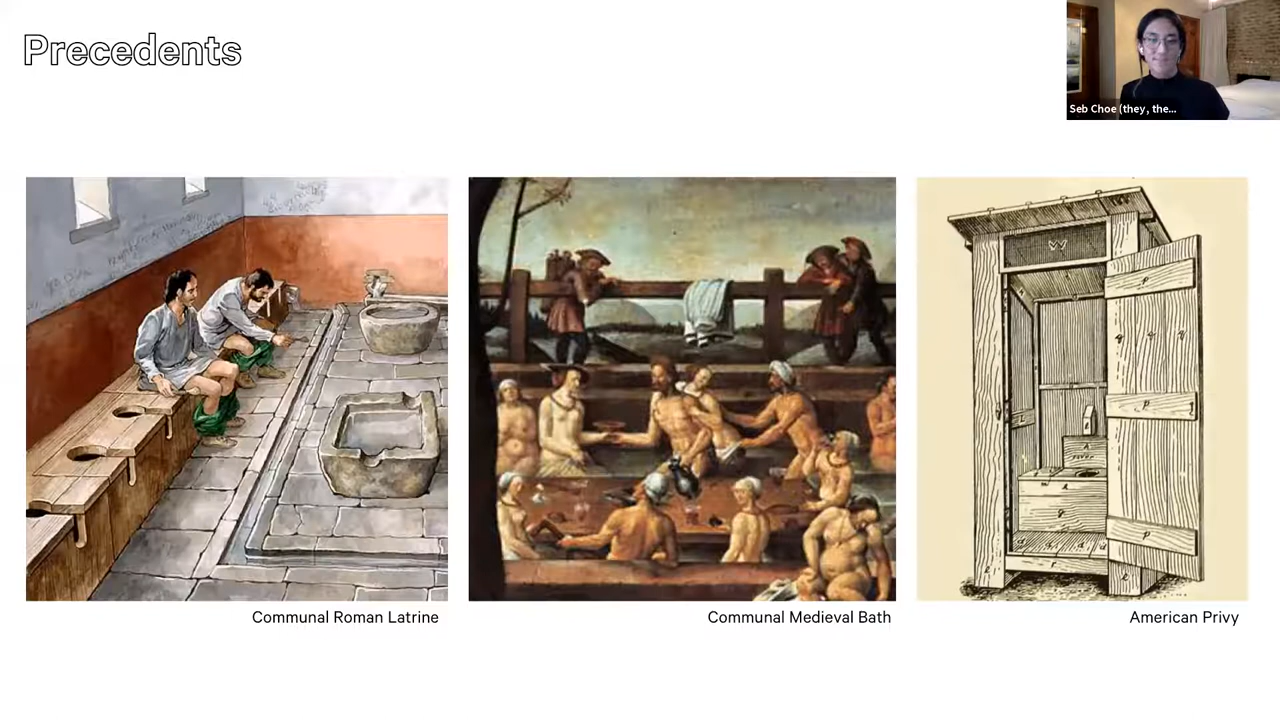 Precedents
Seb Choe (they, the...
Communal Roman Latrine
Communal Medieval Bath
American Privy